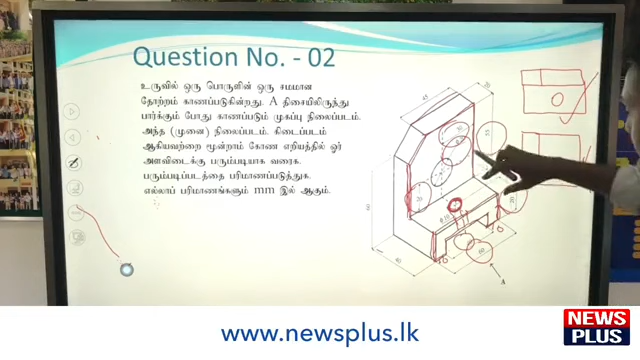 Question No. - 02
உருவில் ஒரு பொருளின் ஒரு சமமான
தோற்றம் காணப்படுகின்றது. A திசையிலிருந்து
பார்க்கும் போது காணப்படும் முகப்பு நிலைப்படம்.
அந்த (முனை) நிலைப்படம். கிடைப்படம்
ஆகியவற்றை மூன்றாம் கோண எறியத்தில் ஓர்
அளவிடைக்கு பரும்படியாக வரைக.
பரும்படிப்படத்தை பரிமாணப்படுத்துக.
எல்லாப் பரிமாணங்களும் mm இல் ஆகும்.
45
20
A
www.newsplus.lk
NEWS
PLUS